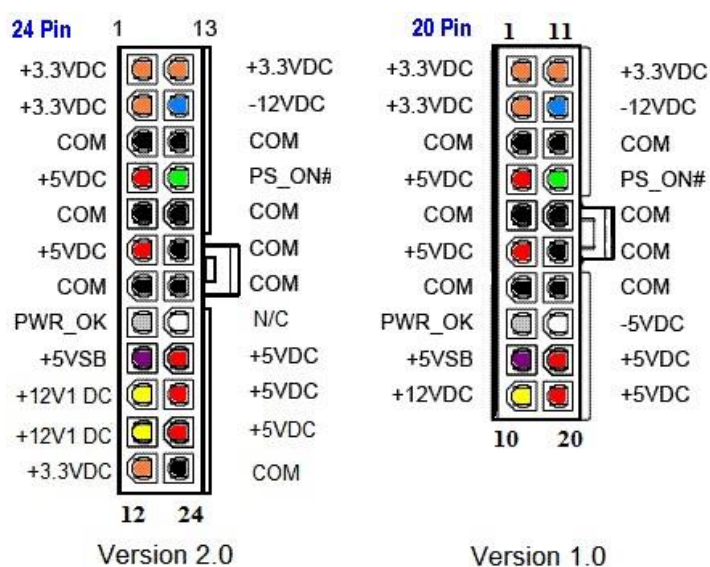 24 Pin 1 13
+3.3VDC +3.3VDC
+3.3VDC -12VDC
COM COM
+5VDC PS_ON#
COM COM
+5VDC COM
COM COM
PWR_OK N/C
+5VSB +5VDC
+12V1 DC +5VDC
+12V1 DC +5VDC
+3.3VDC COM
12 24
Version 2.0
20 Pin 1 11
+3.3VDC +3.3VDC
+3.3VDC -12VDC
COM COM
+5VDC PS_ON#
COM COM
+5VDC COM
COM COM
PWR_OK -5VDC
+5VSB +5VDC
+12VDC +5VDC
10 20
Version 1.0